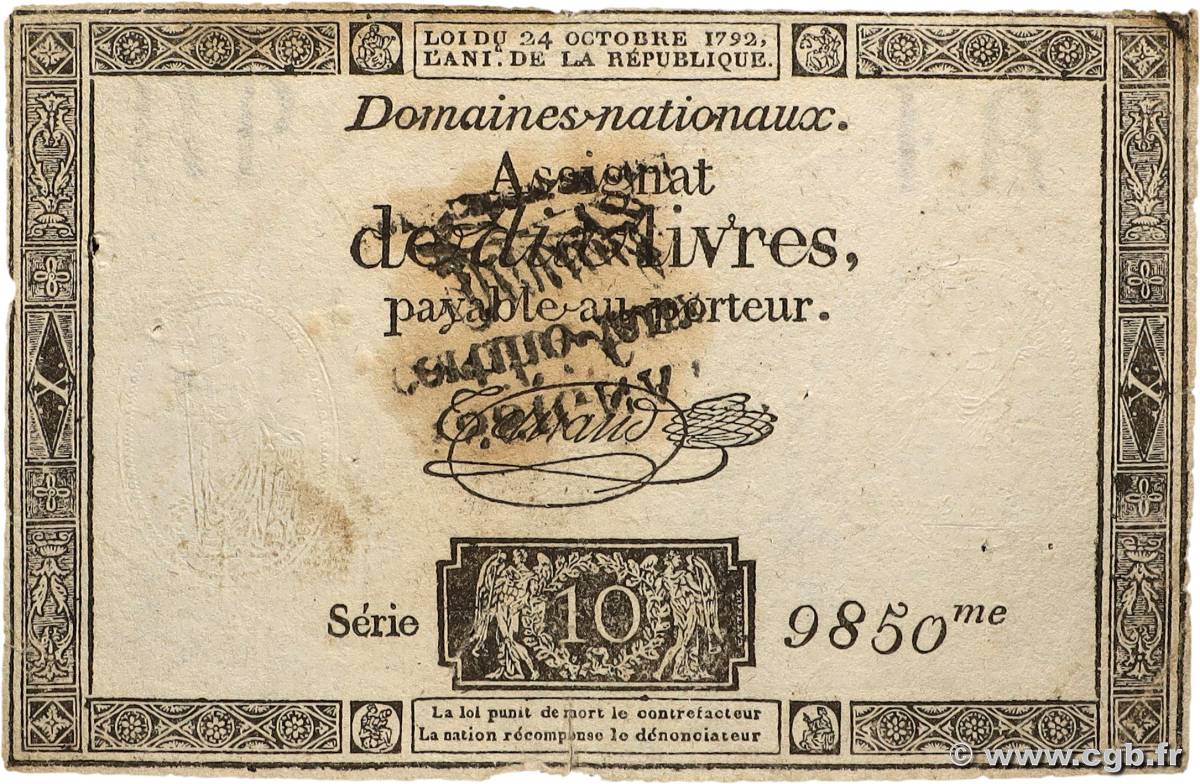 LOI DU 24 OCTOBRE 1792,
L'AN I.er DE LA RÉPUBLIQUE.
Domaines nationaux.
Assignat
de dix livres,
payable au porteur.
X
X
Série
10
9850me
La loi punit de mort le contrefacteur
La nation récompense le dénonciateur
© www.cgb.fr